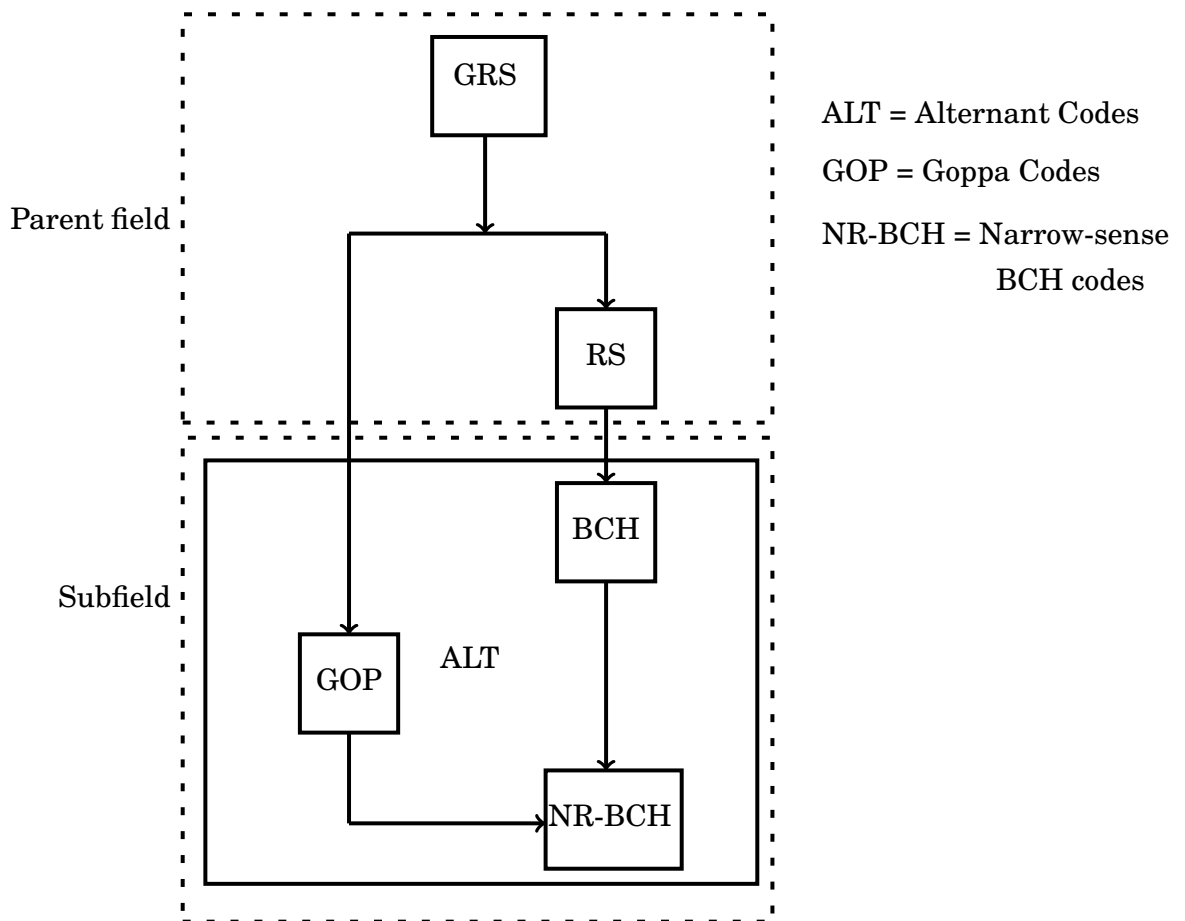 GRS
ALT = Alternant Codes
GOP = Goppa Codes
Parent field
NR-BCH = Narrow-sense
BCH codes
RS
BCH
Subfield
ALT
GOP
NR-BCH